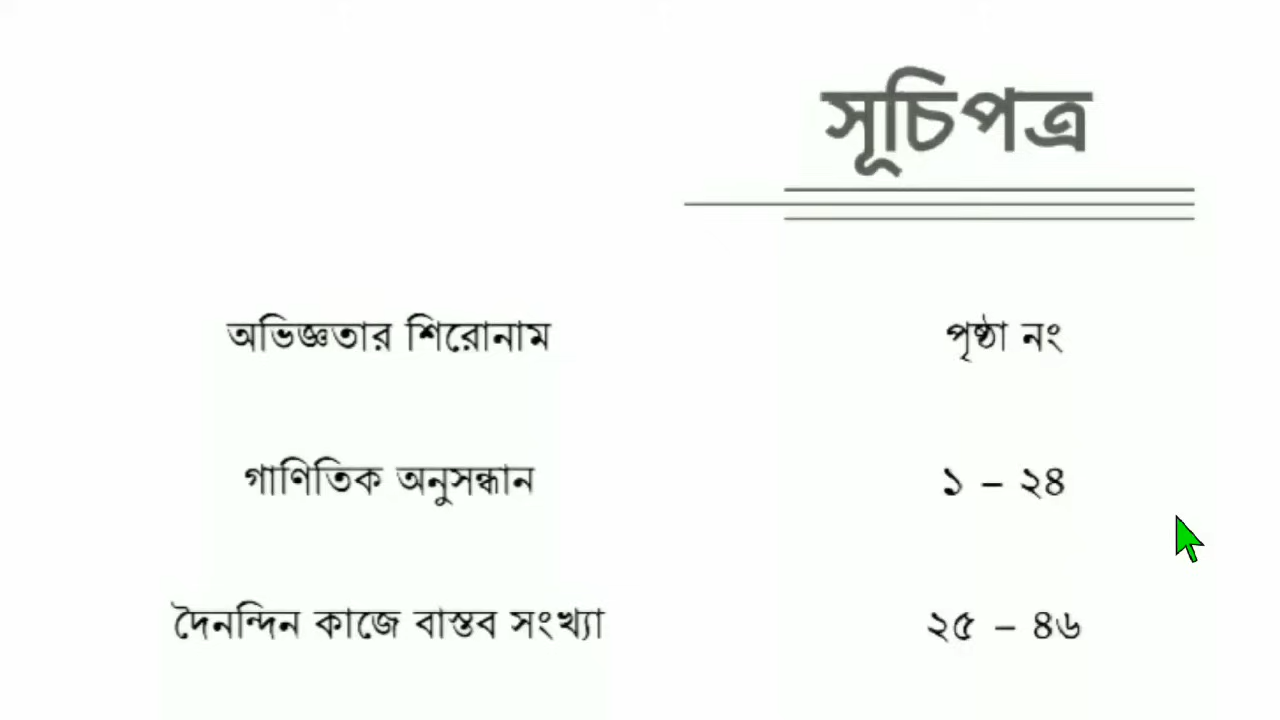 সূচিপত্র
অভিজ্ঞতার শিরোনাম পৃষ্ঠা নং
গাণিতিক অনুসন্ধান ১ – ২৪
দৈনন্দিন কাজে বাস্তব সংখ্যা ২৫ – ৪৬